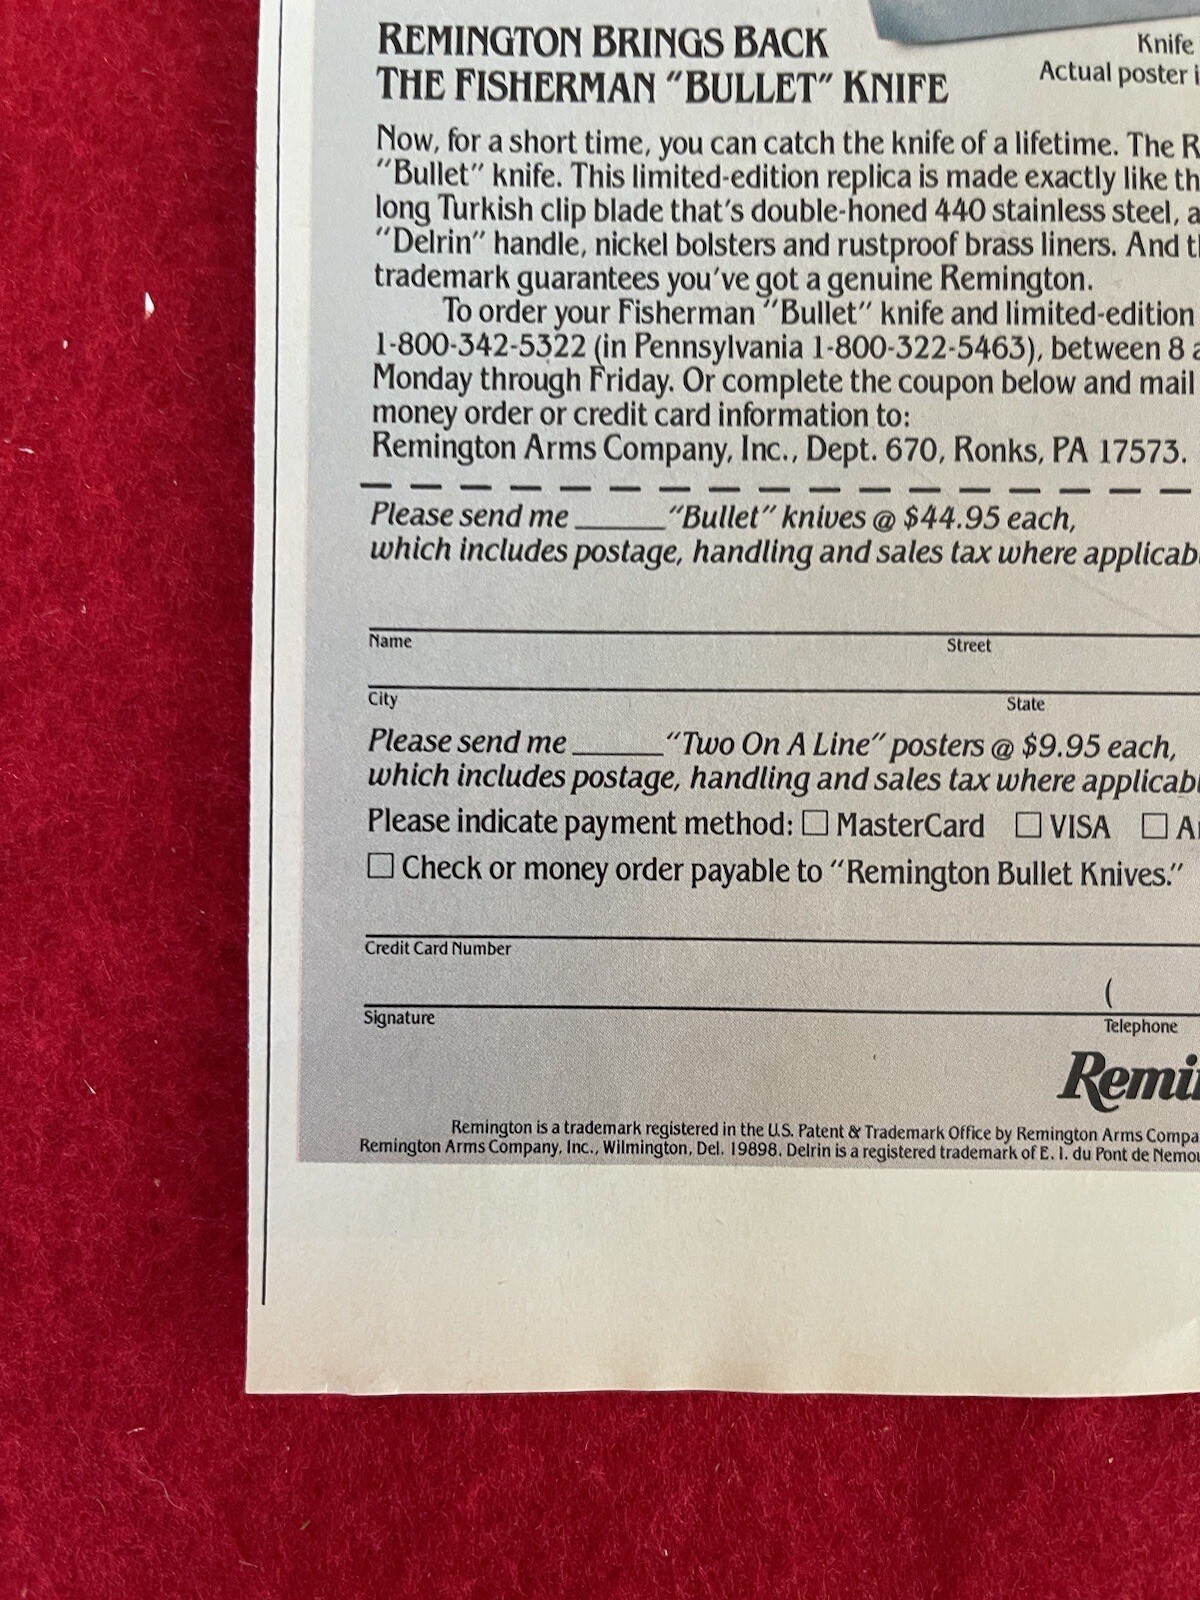 REMINGTON BRINGS BACK
THE FISHERMAN "BULLET" KNIFE
Knife
Actual poster
Now, for a short time, you can catch the knife of a lifetime. The
"Bullet" knife. This limited-edition replica is made exactly like
long Turkish clip blade that's double-honed 440 stainless steel,
"Delrin" handle, nickel bolsters and rustproof brass liners. And
trademark guarantees you've got a genuine Remington.
To order your Fisherman "Bullet" knife and limited-edition
1-800-342-5322 (in Pennsylvania 1-800-322-5463), between 8
Monday through Friday. Or complete the coupon below and mail
money order or credit card information to:
Remington Arms Company, Inc., Dept. 670, Ronks, PA 17573.
Please send me ______ "Bullet" knives @ $44.95 each,
which includes postage, handling and sales tax where
Name Street
City State
Please send me ______ "Two On A Line" posters @ $9.95 each,
which includes postage, handling and sales tax where
Please indicate payment method: ☐ MasterCard ☐ VISA ☐
☐ Check or money order payable to "Remington Bullet Knives."
Credit Card Number
(
Signature Telephone
Remi
Remington is a trademark registered in the U.S. Patent & Trademark Office by Remington Arms
Remington Arms Company, Inc., Wilmington, Del. 19898. Delrin is a registered trademark of E. I. du Pont de